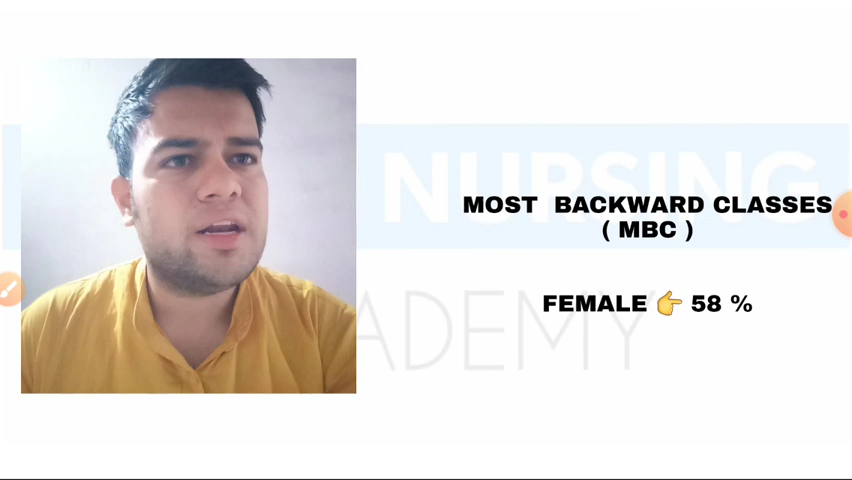 NURSING
MOST BACKWARD CLASSES
( MBC )
FEMALE 👉 58 %
ADEMY